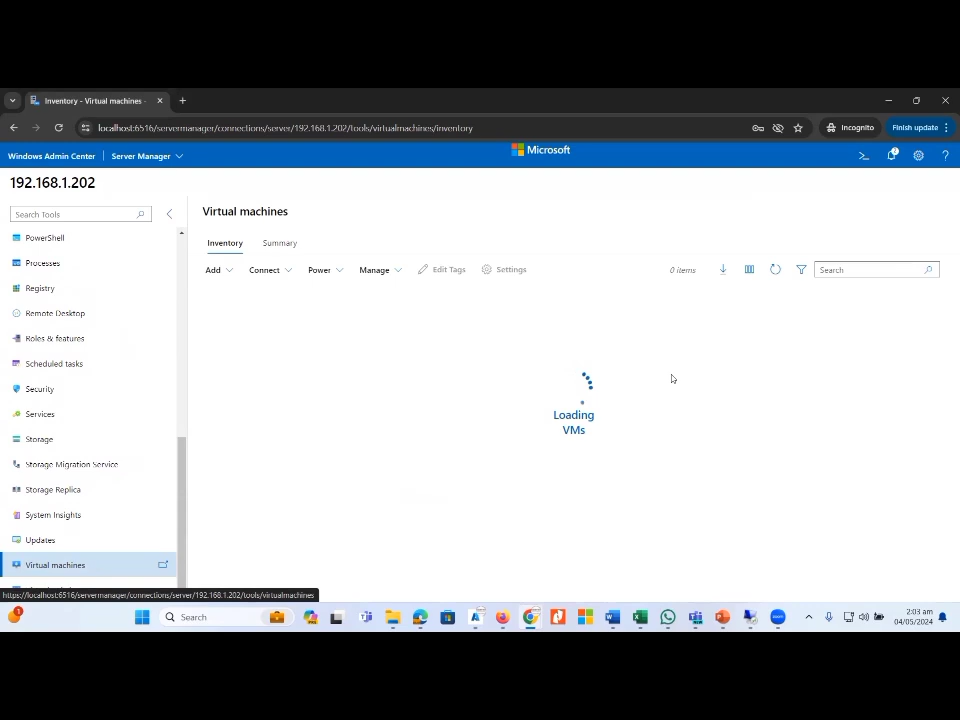 Inventory - Virtual machines -
localhost:6516/servermanager/connections/server/192.168.1.202/tools/virtualmachines/inventory
Incognito
Finish update
Windows Admin Center
Server Manager
Microsoft
2
192.168.1.202
Search Tools
PowerShell
Processes
Registry
Remote Desktop
Roles & features
Scheduled tasks
Security
Services
Storage
Storage Migration Service
Storage Replica
System Insights
Updates
Virtual machines
Virtual machines
Inventory
Summary
Add
Connect
Power
Manage
Edit Tags
Settings
0 items
Search
Loading
VMs
https://localhost:6516/servermanager/connections/server/192.168.1.202/tools/virtualmachines
1
Search
2:03 am
04/05/2024